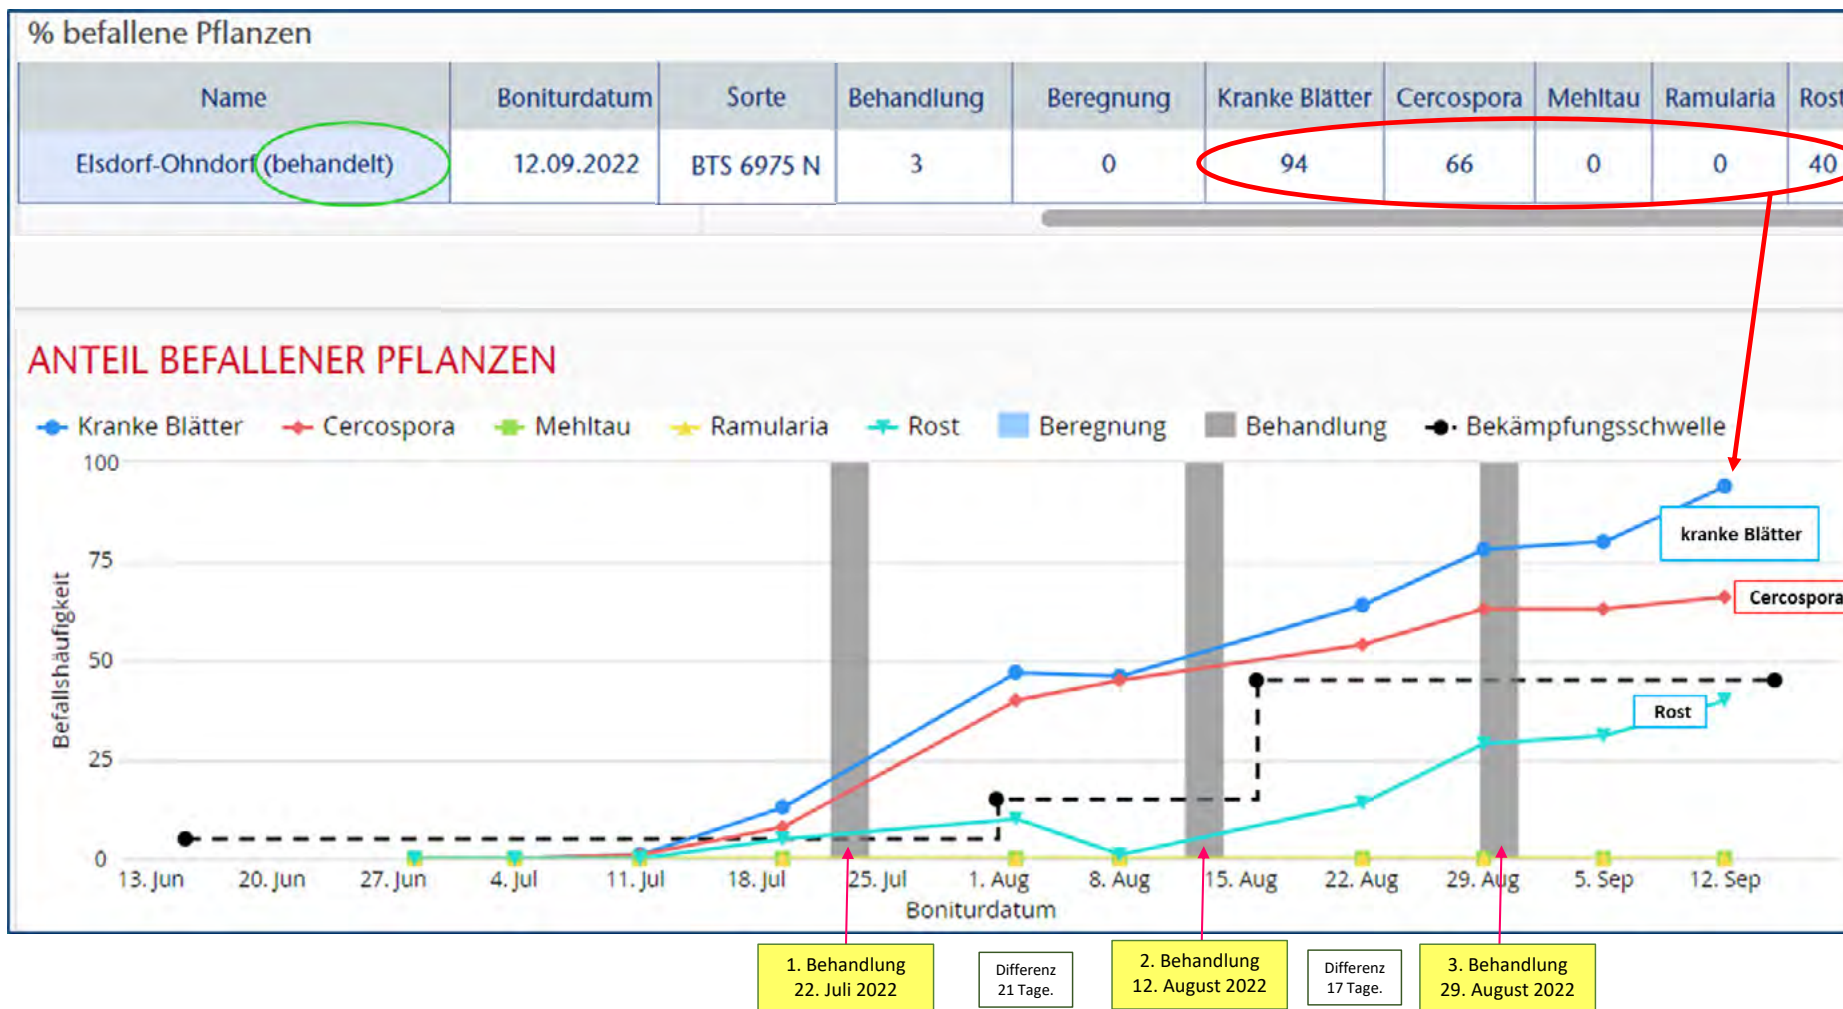 % befallene Pflanzen
Name Boniturdatum Sorte Behandlung Beregnung Kranke Blätter Cercospora Mehltau Ramularia Rost
Elsdorf-Ohndorf (behandelt) 12.09.2022 BTS 6975 N 3 0 94 66 0 0 40
ANTEIL BEFALLENER PFLANZEN
Kranke Blätter Cercospora Mehltau Ramularia Rost Beregnung Behandlung Bekämpfungsschwelle
100
75
50
25
0
Befallshäufigkeit
kranke Blätter
Cercospora
Rost
13. Jun 20. Jun 27. Jun 4. Jul 11. Jul 18. Jul 25. Jul 1. Aug 8. Aug 15. Aug 22. Aug 29. Aug 5. Sep 12. Sep
Boniturdatum
1. Behandlung
22. Juli 2022
Differenz
21 Tage.
2. Behandlung
12. August 2022
Differenz
17 Tage.
3. Behandlung
29. August 2022